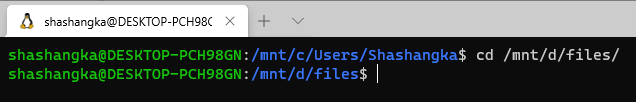 shashangka@DESKTOP-PCH98G
shashangka@DESKTOP-PCH98GN:/mnt/c/Users/Shashangka$ cd /mnt/d/files/
shashangka@DESKTOP-PCH98GN:/mnt/d/files$